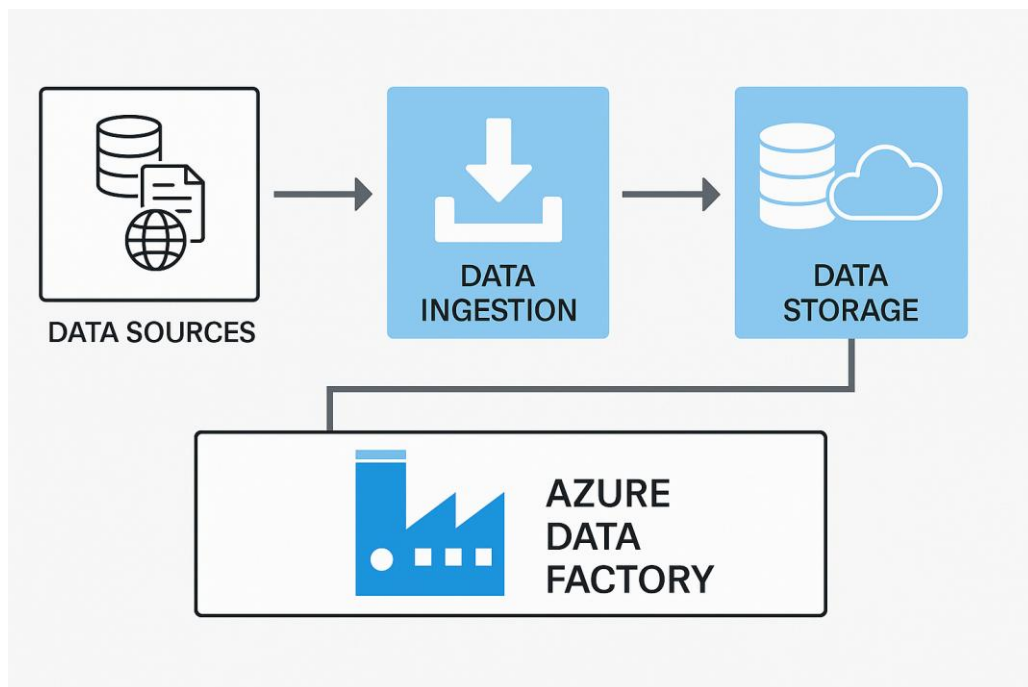 DATA SOURCES
DATA
INGESTION
DATA
STORAGE
AZURE
DATA
FACTORY